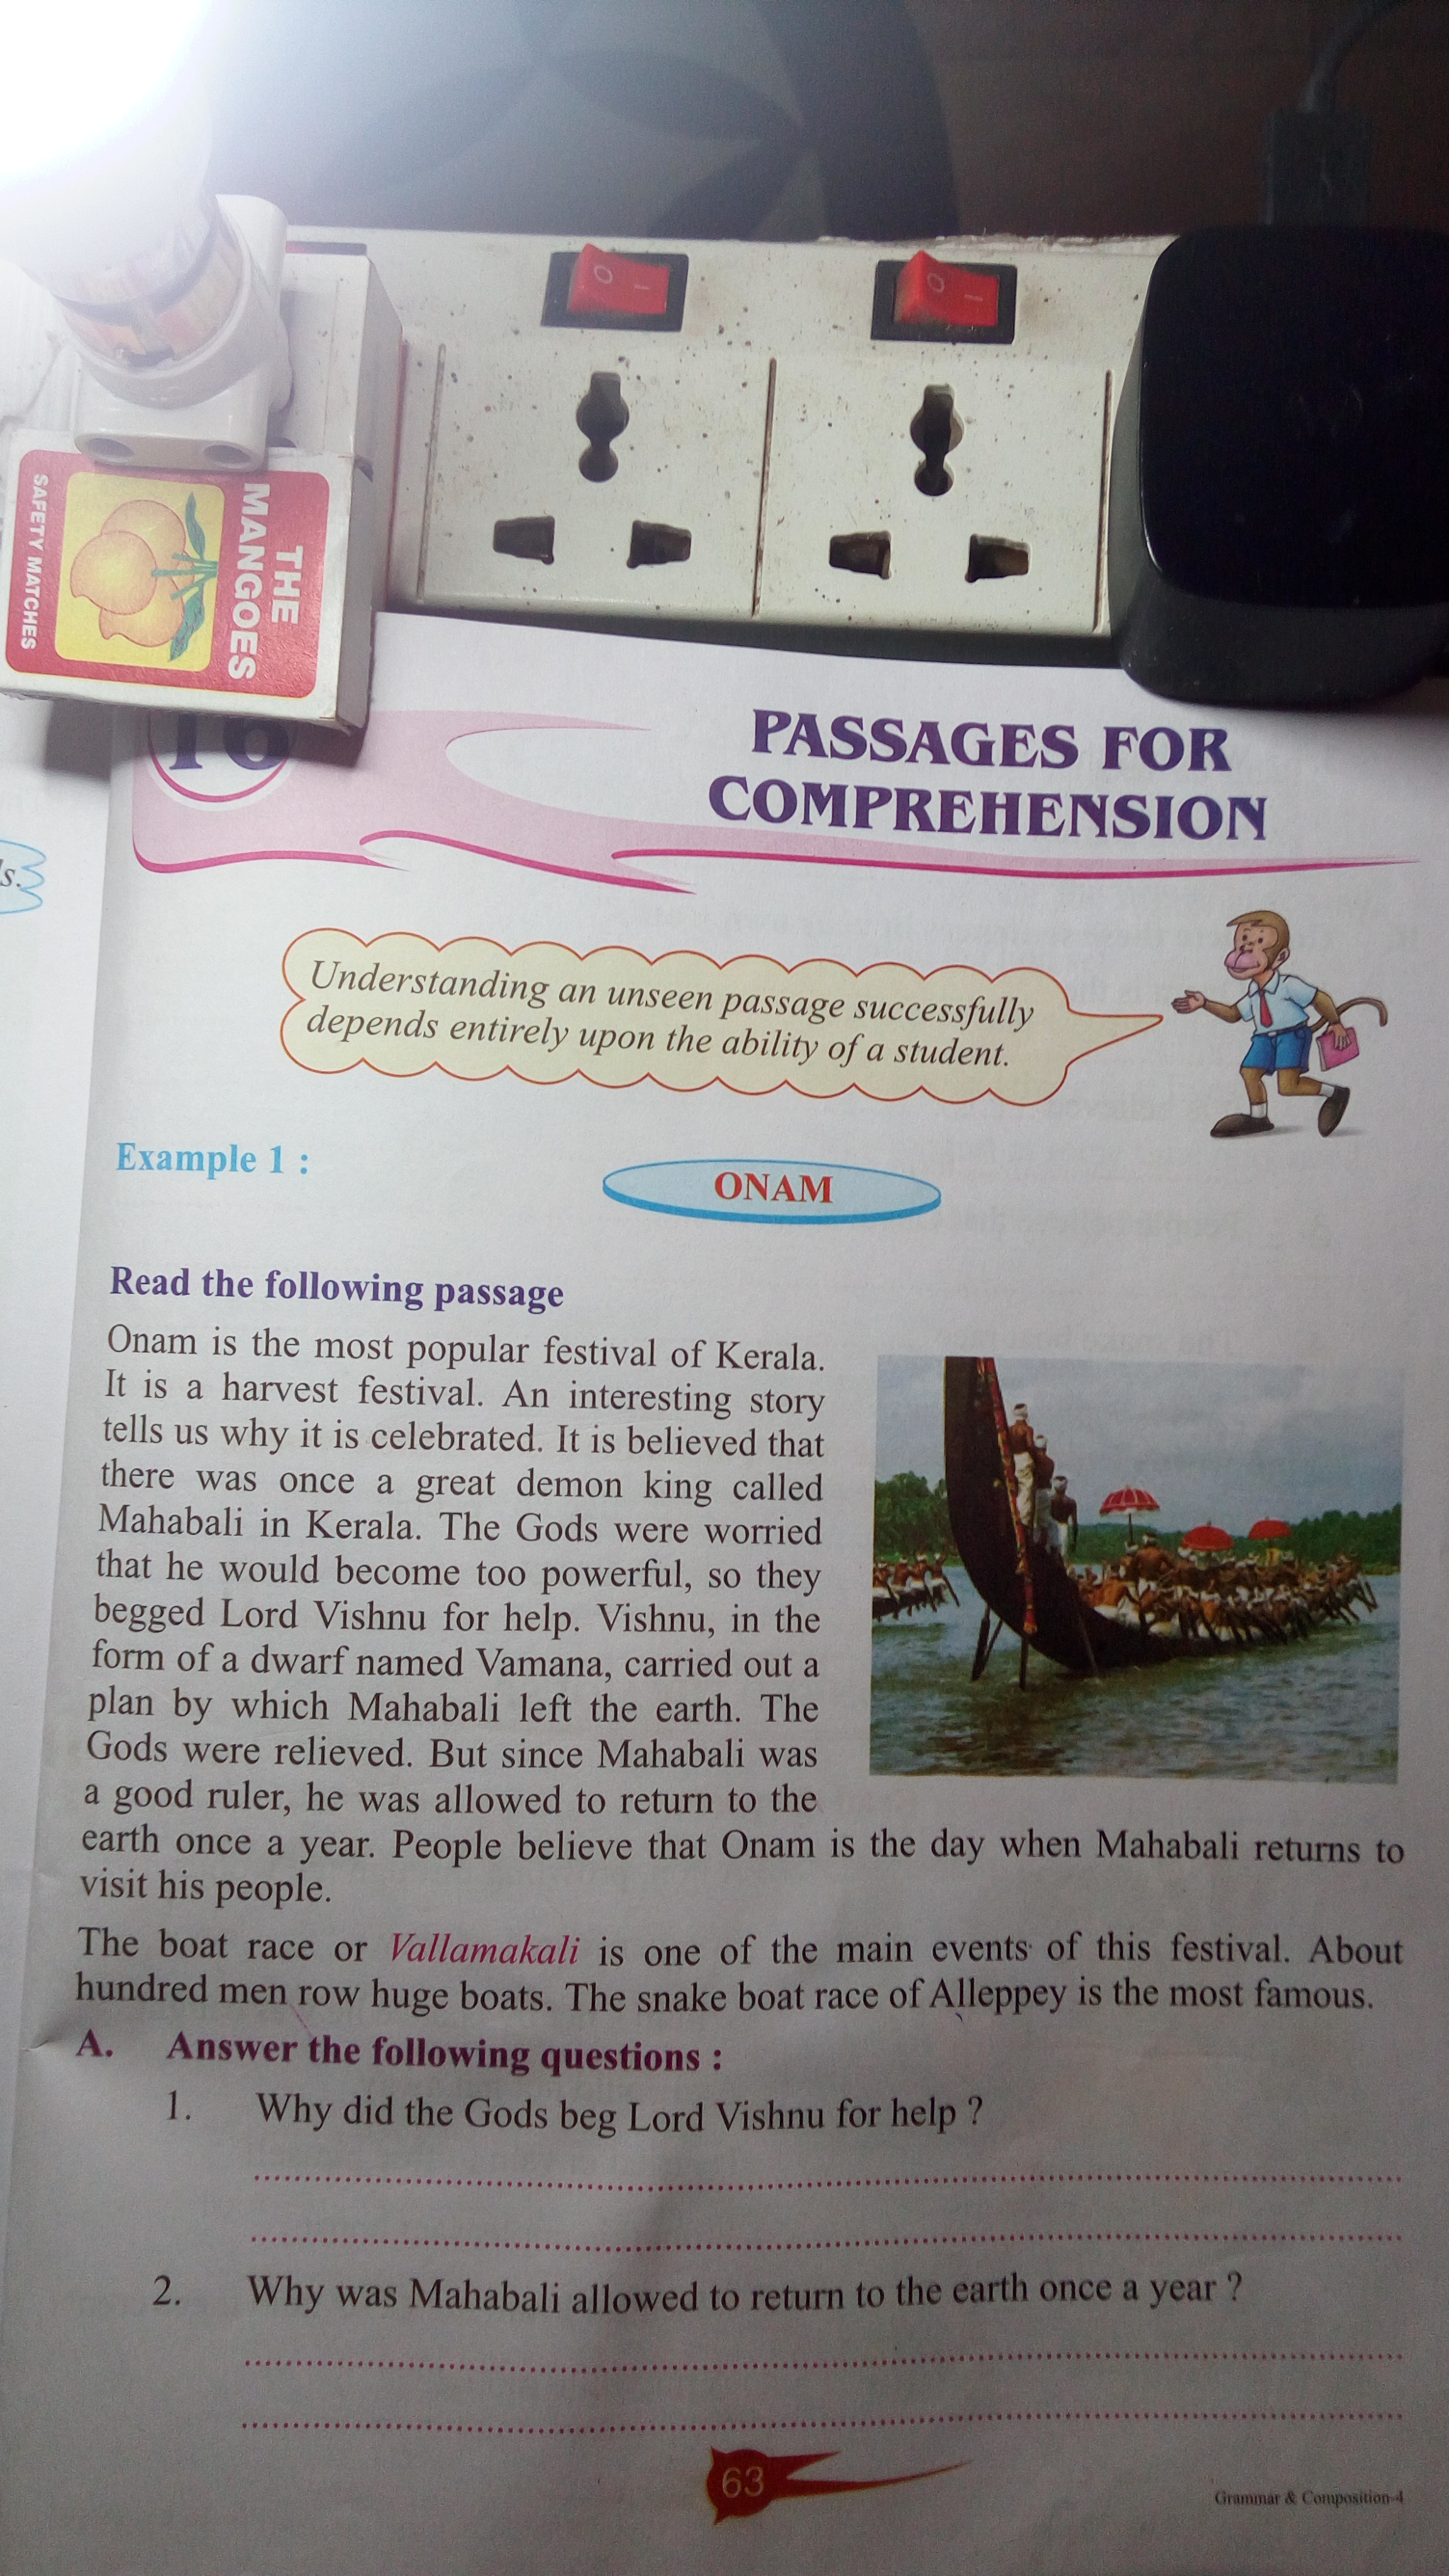 THE
MANGOES
SAFETY MATCHES
16
PASSAGES FOR
COMPREHENSION
s.
Understanding an unseen passage successfully
depends entirely upon the ability of a student.
Example 1 :
ONAM
Read the following passage
Onam is the most popular festival of Kerala.
It is a harvest festival. An interesting story
tells us why it is celebrated. It is believed that
there was once a great demon king called
Mahabali in Kerala. The Gods were worried
that he would become too powerful, so they
begged Lord Vishnu for help. Vishnu, in the
form of a dwarf named Vamana, carried out a
plan by which Mahabali left the earth. The
Gods were relieved. But since Mahabali was
a good ruler, he was allowed to return to the
earth once a year. People believe that Onam is the day when Mahabali returns to
visit his people.
The boat race or Vallamakali is one of the main events of this festival. About
hundred men row huge boats. The snake boat race of Alleppey is the most famous.
A. Answer the following questions :
1. Why did the Gods beg Lord Vishnu for help ?
2. Why was Mahabali allowed to return to the earth once a year ?
63
Grammar & Composition-4